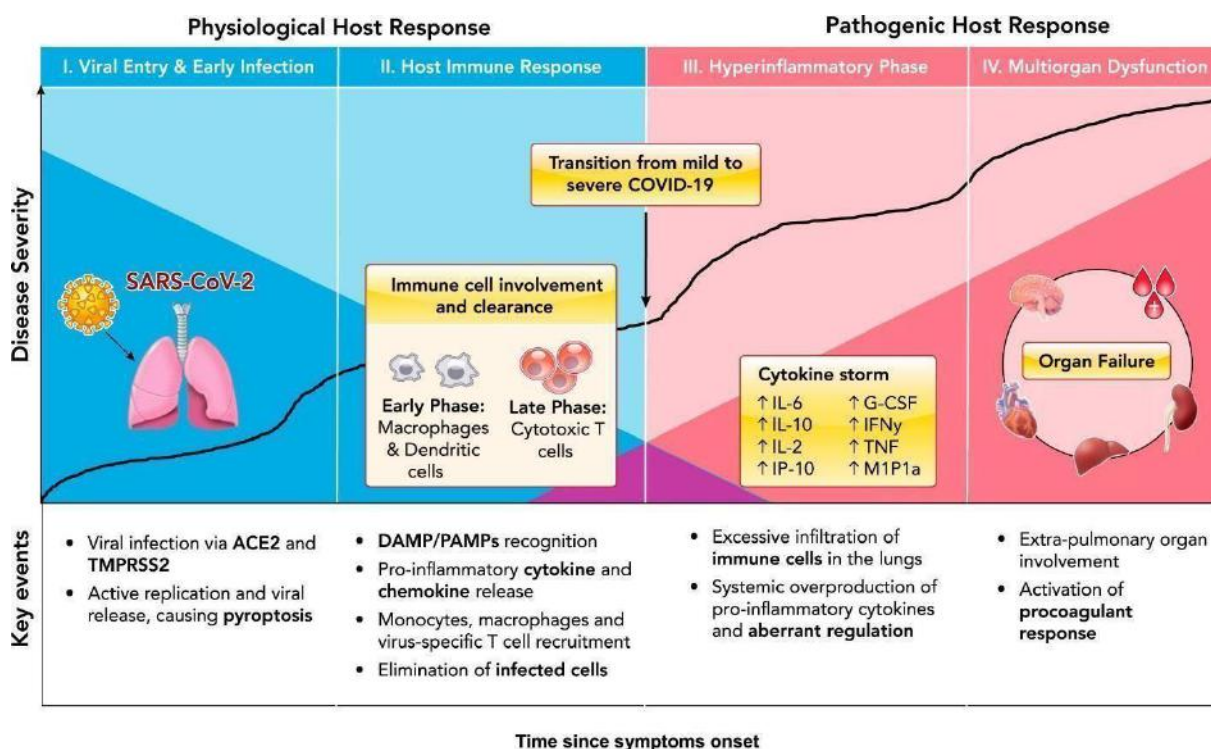 Physiological Host Response
Pathogenic Host Response
I. Viral Entry & Early Infection
II. Host Immune Response
III. Hyperinflammatory Phase
IV. Multiorgan Dysfunction
Disease Severity
SARS-CoV-2
Immune cell involvement
and clearance
Early Phase:
Macrophages
& Dendritic
cells
Late Phase:
Cytotoxic T
cells
Transition from mild to
severe COVID-19
Cytokine storm
↑ IL-6
↑ IL-10
↑ IL-2
↑ IP-10
↑ G-CSF
↑ IFNy
↑ TNF
↑ M1P1a
Organ Failure
Key events
• Viral infection via ACE2 and
TMPRSS2
• Active replication and viral
release, causing pyroptosis
• DAMP/PAMPs recognition
• Pro-inflammatory cytokine and
chemokine release
• Monocytes, macrophages and
virus-specific T cell recruitment
• Elimination of infected cells
• Excessive infiltration of
immune cells in the lungs
• Systemic overproduction of
pro-inflammatory cytokines
and aberrant regulation
• Extra-pulmonary organ
involvement
• Activation of
procoagulant
response
Time since symptoms onset